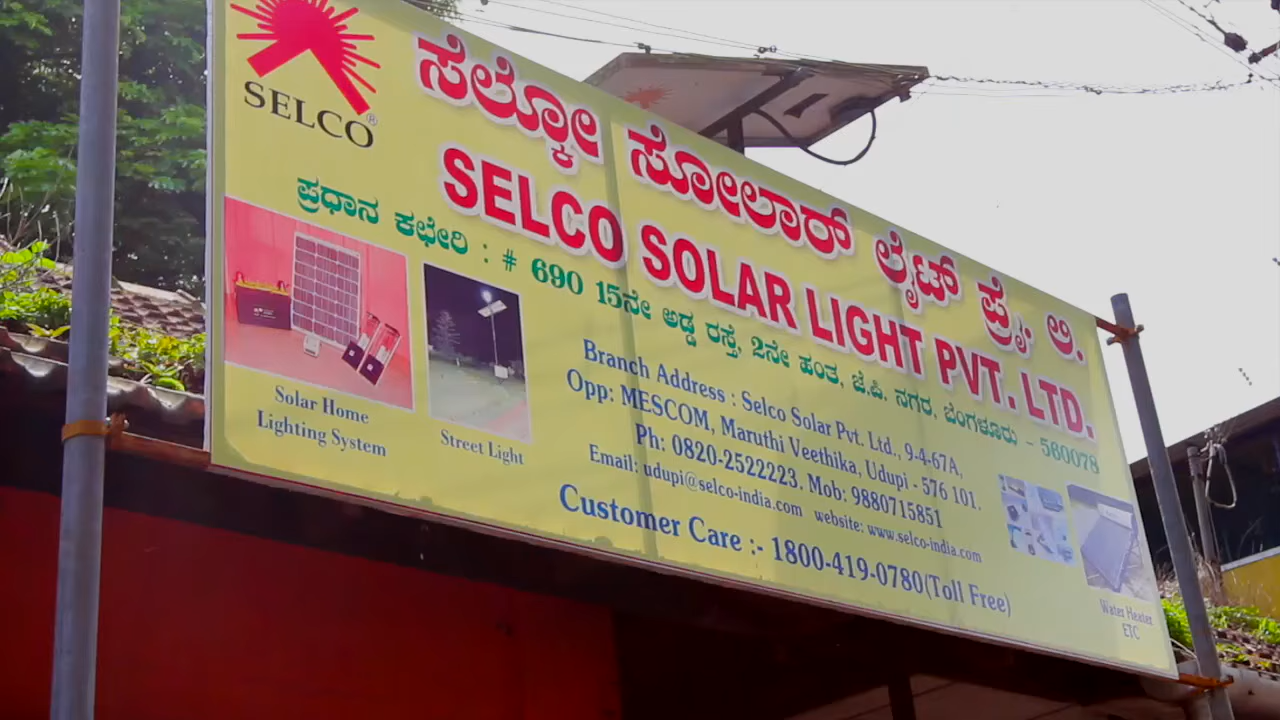 SELCO®
ಸೆಲ್ಕೋ ಸೋಲಾರ್ ಲೈಟ್ ಪ್ರೈ. ಲಿ.
SELCO SOLAR LIGHT PVT. LTD.
ಪ್ರಧಾನ ಕಛೇರಿ : # 690 15ನೇ ಅಡ್ಡ ರಸ್ತೆ, 2ನೇ ಹಂತ, ಜೆ.ಪಿ. ನಗರ, ಬೆಂಗಳೂರು - 560078
Branch Address : Selco Solar Pvt. Ltd., 9-4-67A,
Opp: MESCOM, Maruthi Veethika, Udupi - 576 101.
Ph: 0820-2522223. Mob: 9880715851
Email: udupi@selco-india.com website: www.selco-india.com
Customer Care :- 1800-419-0780(Toll Free)
Solar Home
Lighting System
Street Light
Water Heater
ETC